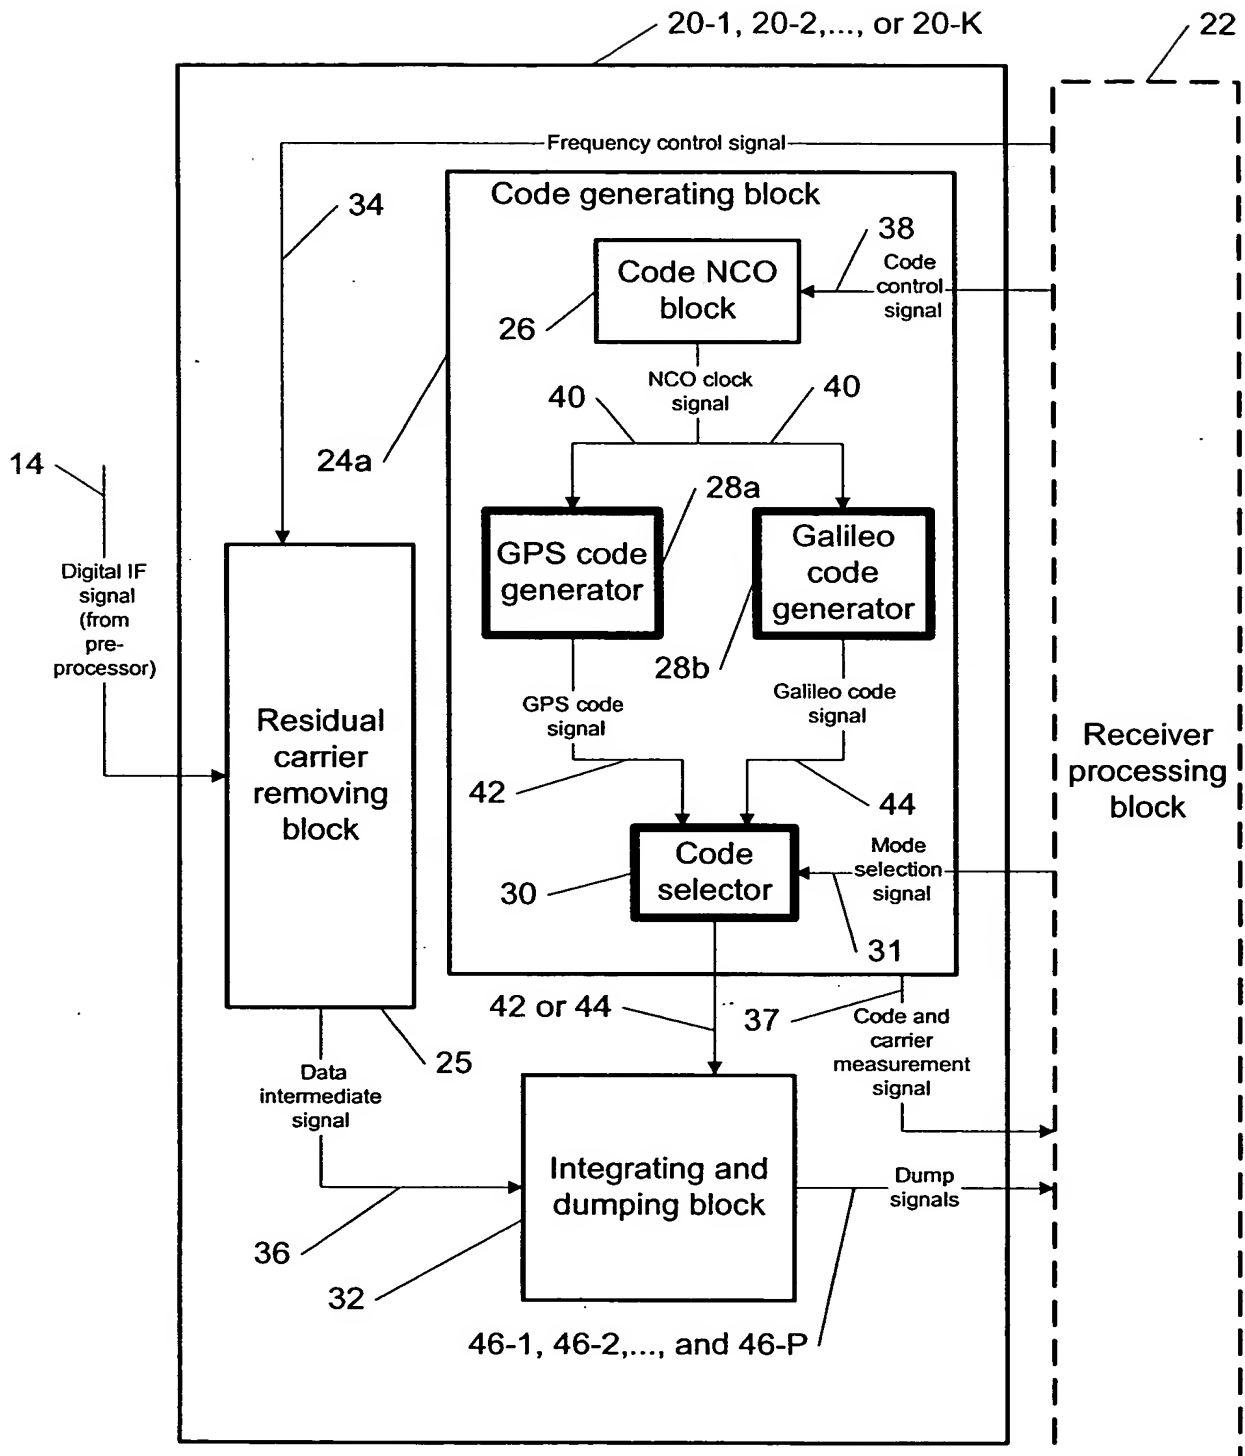 20-1, 20-2,..., or 20-K
22
Frequency control signal
34
Code generating block
38
Code NCO
block
Code
control
signal
26
NCO clock
signal
40
40
24a
14
28a
GPS code
generator
Galileo
code
generator
Digital IF
signal
(from
pre-
processor)
28b
GPS code
signal
Galileo code
signal
Residual
carrier
removing
block
Receiver
processing
block
42
44
Code
selector
Mode
selection
signal
30
31
42 or 44
37
Code and
carrier
measurement
signal
25
Data
intermediate
signal
Integrating and
dumping block
Dump
signals
36
32
46-1, 46-2,..., and 46-P